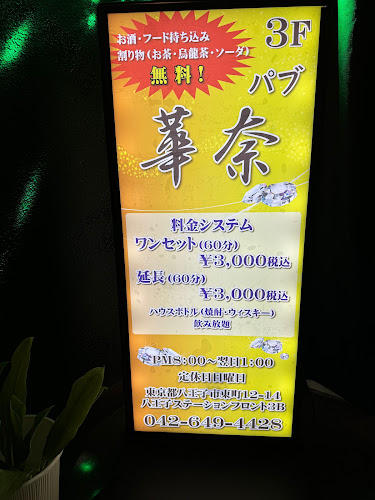 お酒・フード持ち込み
割り物(お茶・烏龍茶・ソーダ)
無料!
3F
パブ
華奈
料金システム
ワンセット(60分)
¥3,000税込
延長(60分)
¥3,000税込
ハウスボトル(焼酎・ウィスキー)
飲み放題
PM8:00〜翌日1:00
定休日日曜日
東京都八王子市東町12-14
八王子ステーションフロント3B
042-649-4428